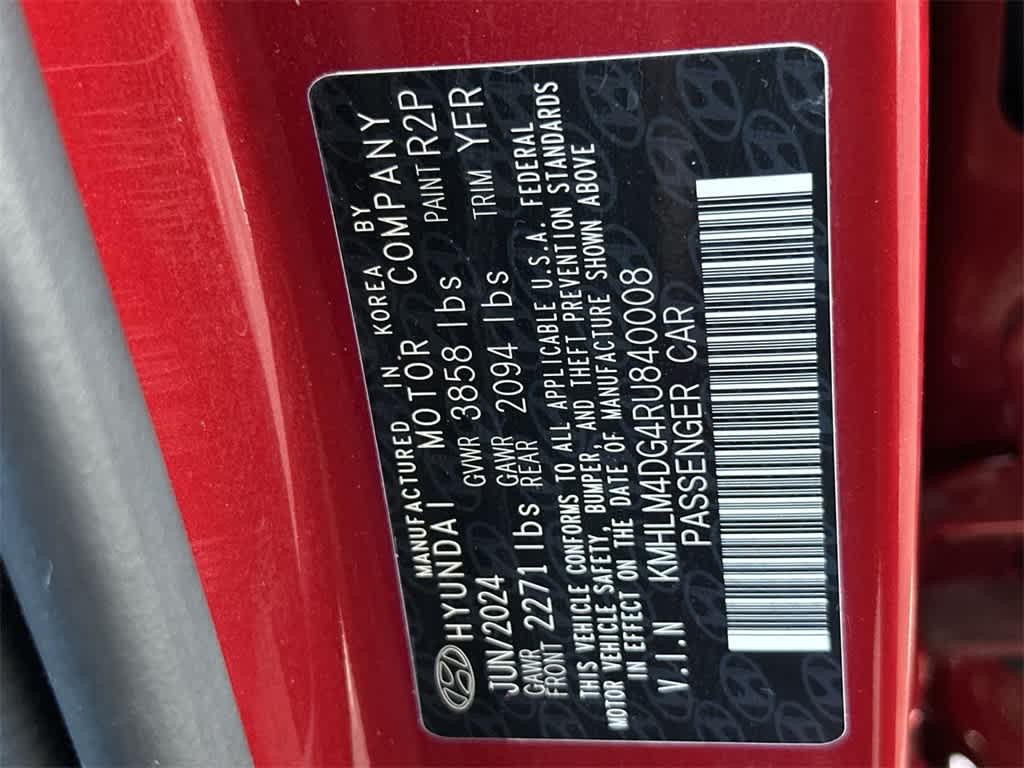 MANUFACTURED IN KOREA BY
HYUNDAI MOTOR COMPANY
JUN/2024 GVWR 3858 lbs PAINT R2P
GAWR FRONT 2271 lbs GAWR REAR 2094 lbs TRIM YFR
THIS VEHICLE CONFORMS TO ALL APPLICABLE U.S.A. FEDERAL
MOTOR VEHICLE SAFETY, BUMPER, AND THEFT PREVENTION STANDARDS
IN EFFECT ON THE DATE OF MANUFACTURE SHOWN ABOVE
V.I.N KMHLM4DG4RU840008
PASSENGER CAR